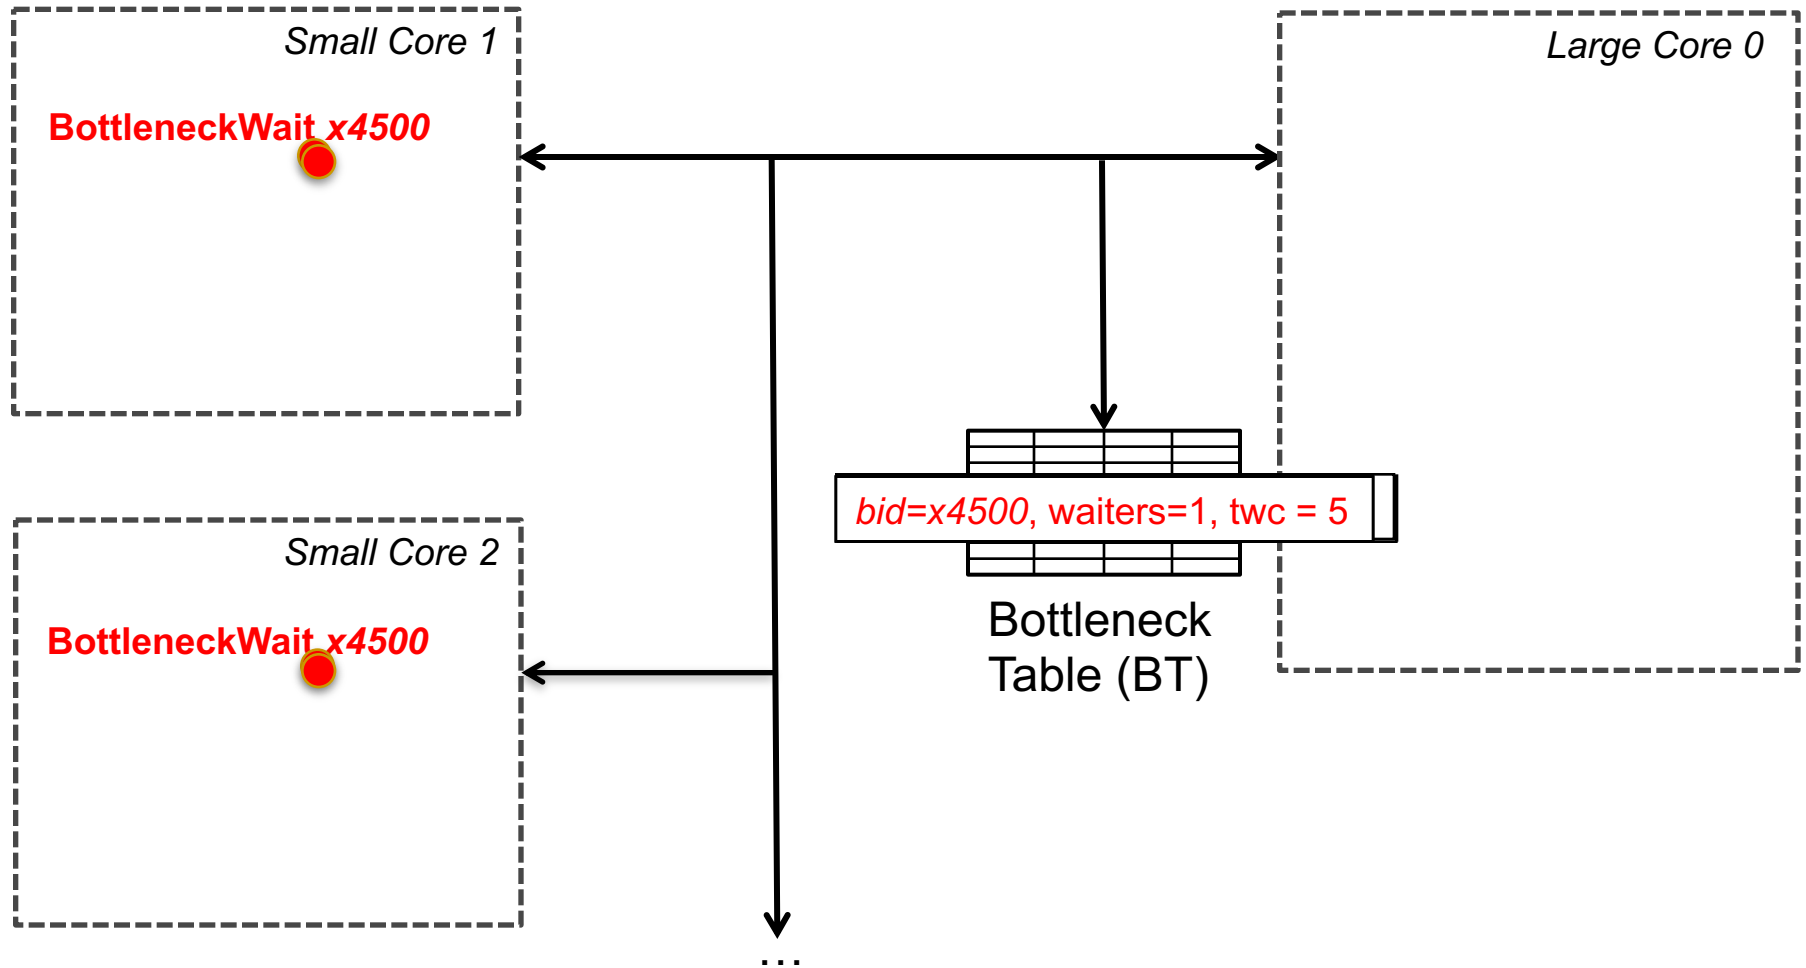 Small Core 1
BottleneckWait x4500
Large Core 0
bid=x4500, waiters=1, twc = 5
Small Core 2
BottleneckWait x4500
Bottleneck
Table (BT)
...